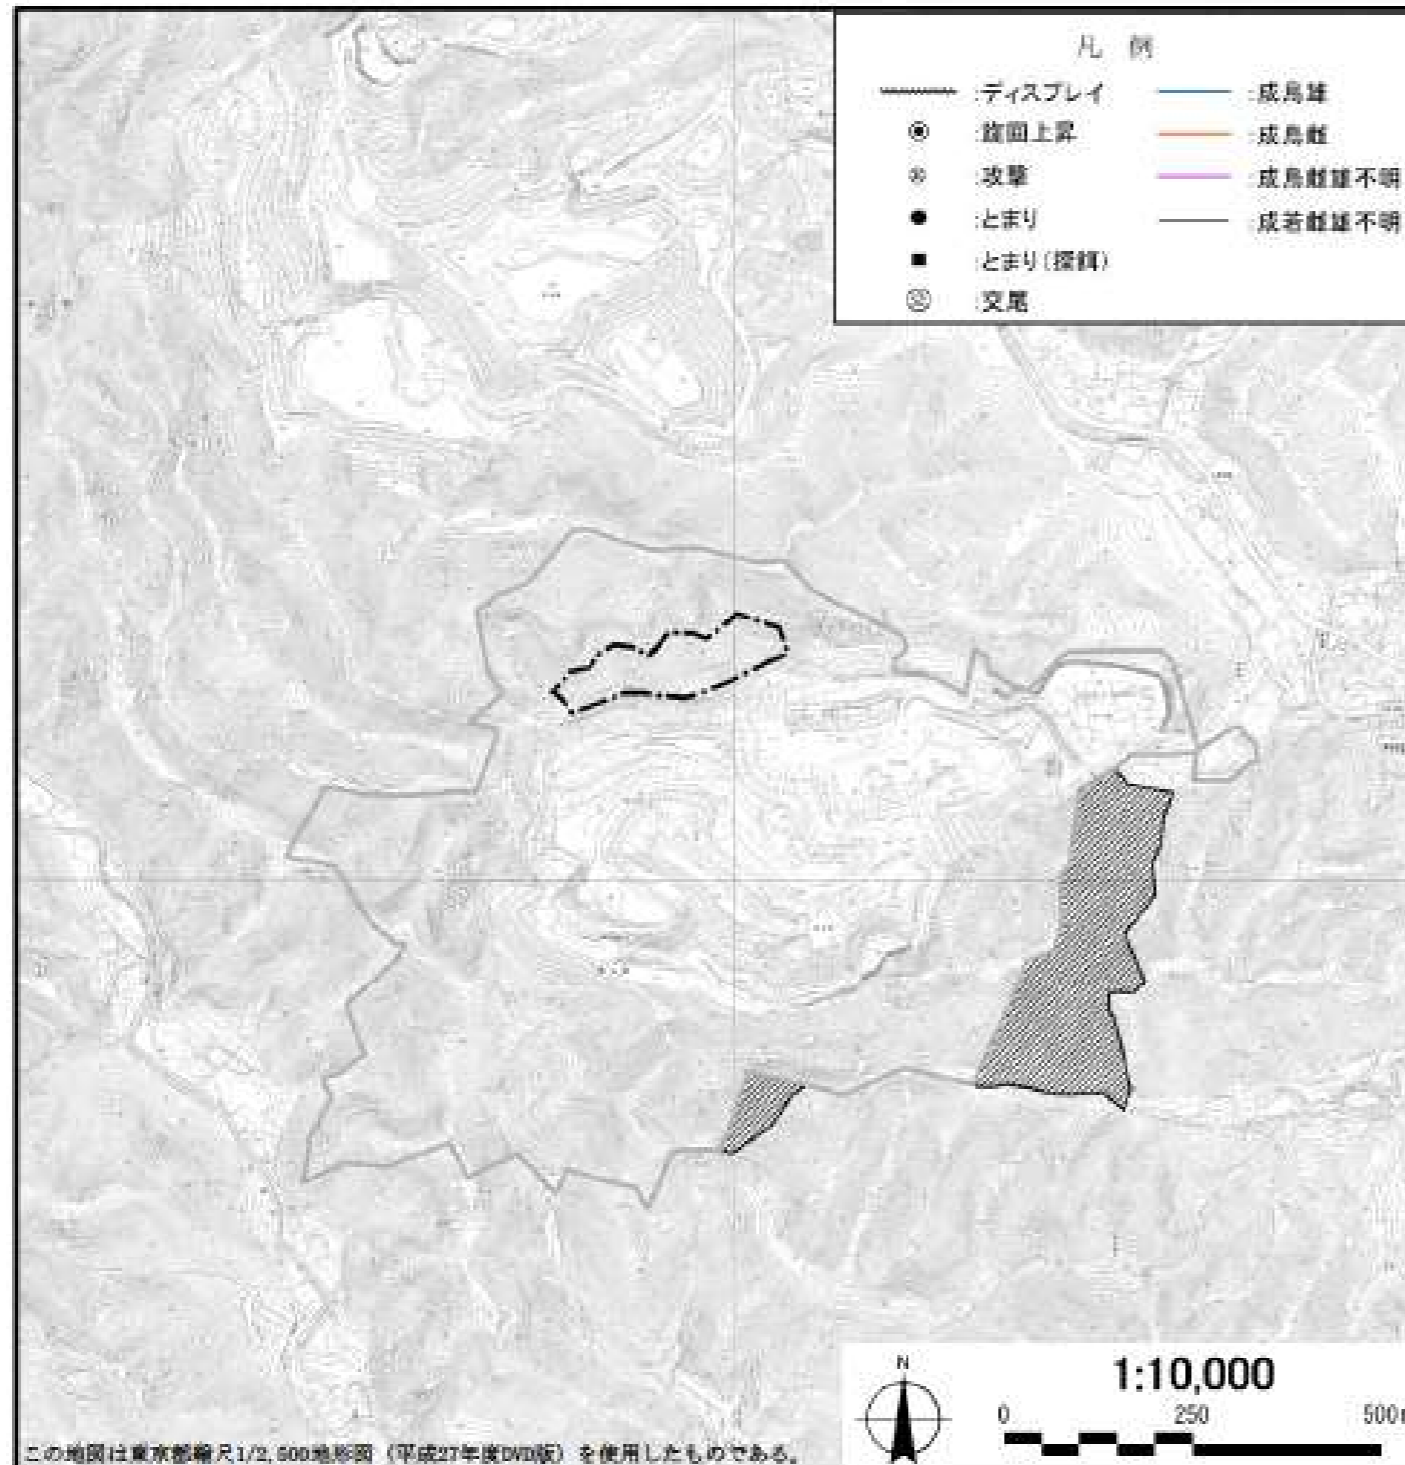 凡 例
:ディスプレイ
:旋回上昇
:攻撃
:とまり
:とまり(探餌)
:交尾
:成鳥雄
:成鳥雌
:成鳥雌雄不明
:成若雌雄不明
N
1:10,000
0 250 500m
この地図は東京都縮尺1/2,500地形図(平成27年度DVD版)を使用したものである。